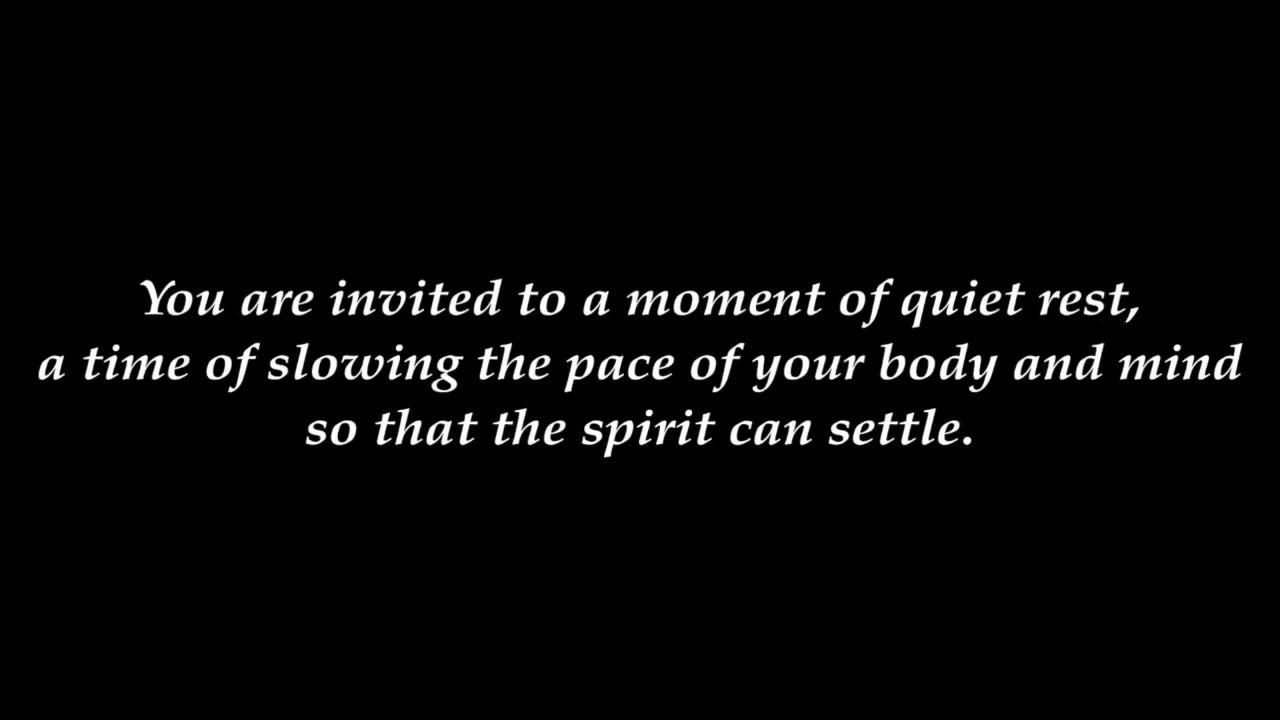 You are invited to a moment of quiet rest,
a time of slowing the pace of your body and mind
so that the spirit can settle.